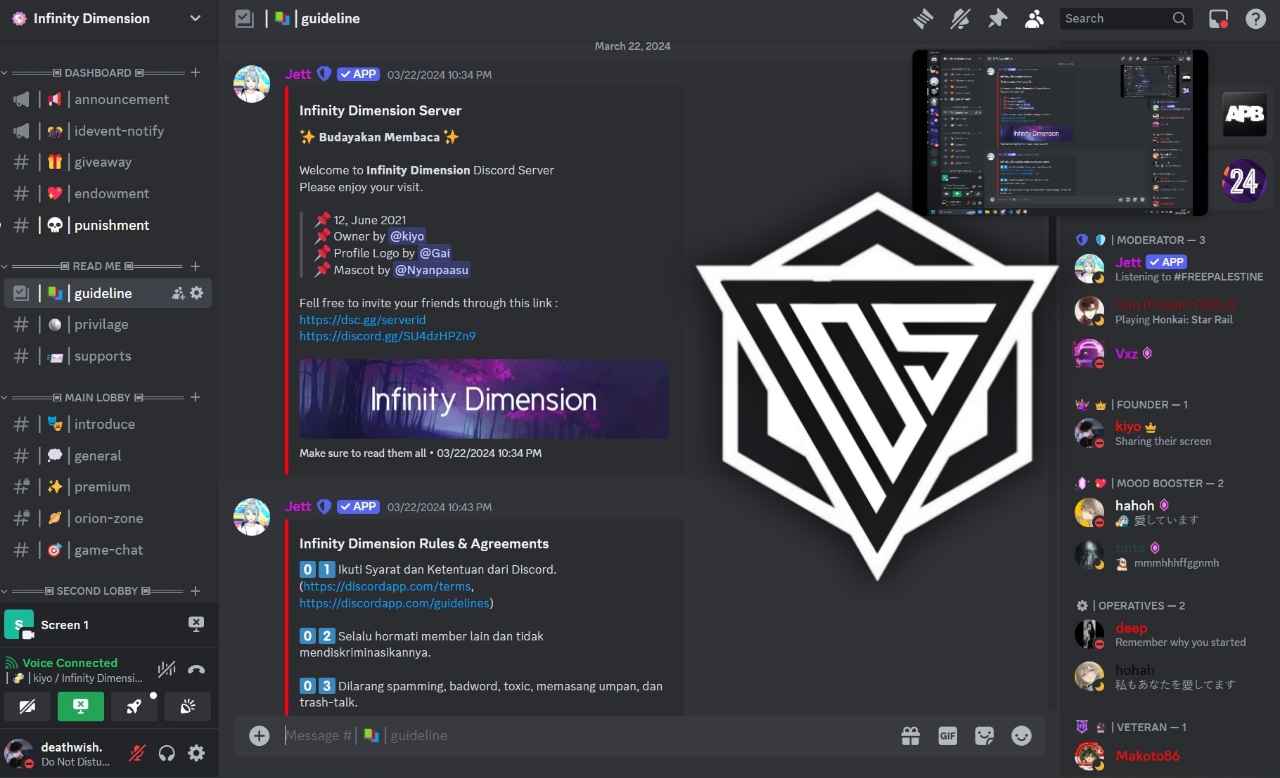 Infinity Dimension
DASHBOARD
announcement
idevent-notify
giveaway
endowment
punishment
READ ME
guideline
privilage
supports
MAIN LOBBY
introduce
general
premium
orion-zone
game-chat
SECOND LOBBY
Screen 1
Voice Connected
kiyo / Infinity Dimensi...
deathwish.
Do Not Distu...
guideline
Search
March 22, 2024
Jett APP 03/22/2024 10:34 PM
Infinity Dimension Server
✨ Budayakan Membaca ✨
Welcome to Infinity Dimension Discord Server
Please enjoy your visit.
📌 12, June 2021
📌 Owner by @kiyo
📌 Profile Logo by @Gai
📌 Mascot by @Nyanpaasu
Fell free to invite your friends through this link :
https://dsc.gg/serverid
https://discord.gg/SU4dzHPZn9
Infinity Dimension
Make sure to read them all • 03/22/2024 10:34 PM
Jett APP 03/22/2024 10:43 PM
Infinity Dimension Rules & Agreements
0 1 Ikuti Syarat dan Ketentuan dari Discord.
(https://discordapp.com/terms,
https://discordapp.com/guidelines)
0 2 Selalu hormati member lain dan tidak
mendiskriminasikannya.
0 3 Dilarang spamming, badword, toxic, memasang umpan, dan
trash-talk.
Message # | guideline
GIF
Infinity Dimension
APB
24
MODERATOR — 3
Jett APP
Listening to #FREEPALESTINE
Playing Honkai: Star Rail
Vxz
FOUNDER — 1
kiyo
Sharing their screen
MOOD BOOSTER — 2
hahoh
愛しています
mmmhhhffggnmh
OPERATIVES — 2
deep
Remember why you started
hohah
私もあなたを愛してます
VETERAN — 1
Makoto86